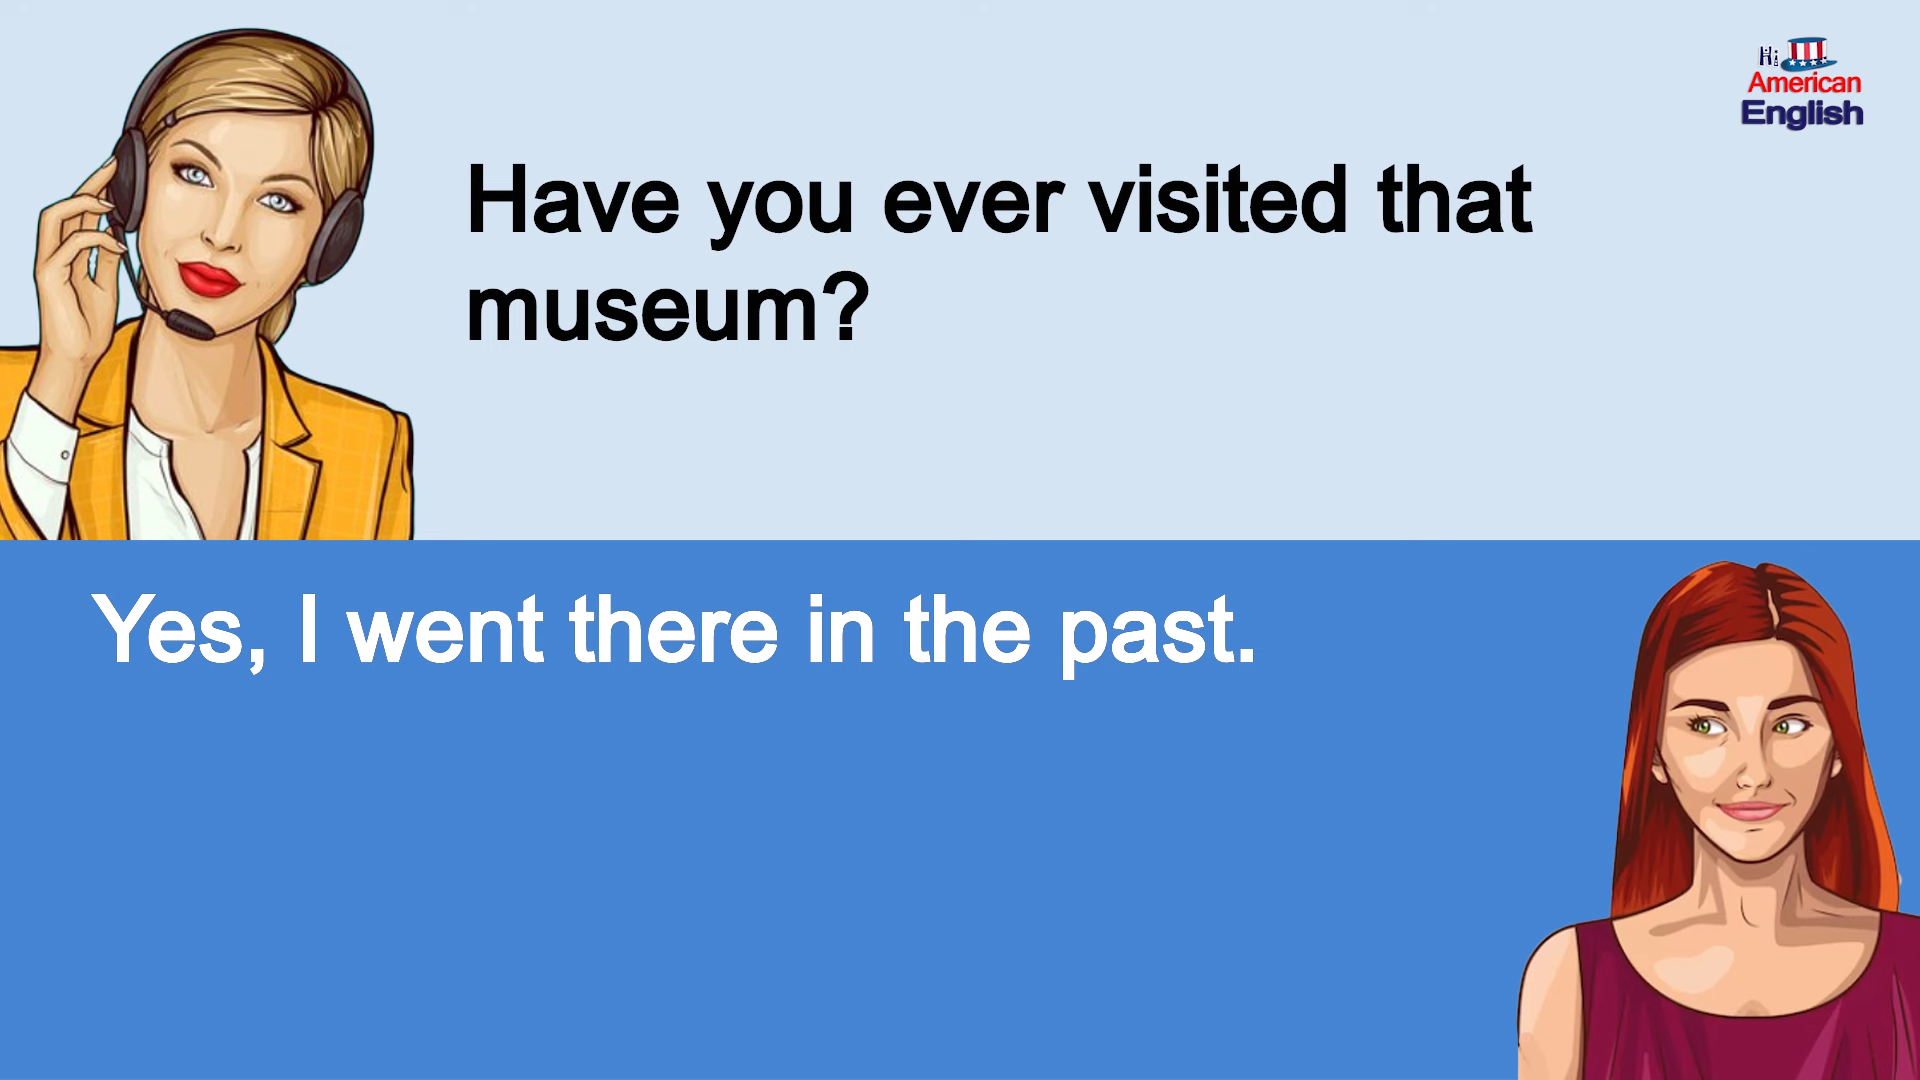 Hi
American
English
Have you ever visited that
museum?
Yes, I went there in the past.